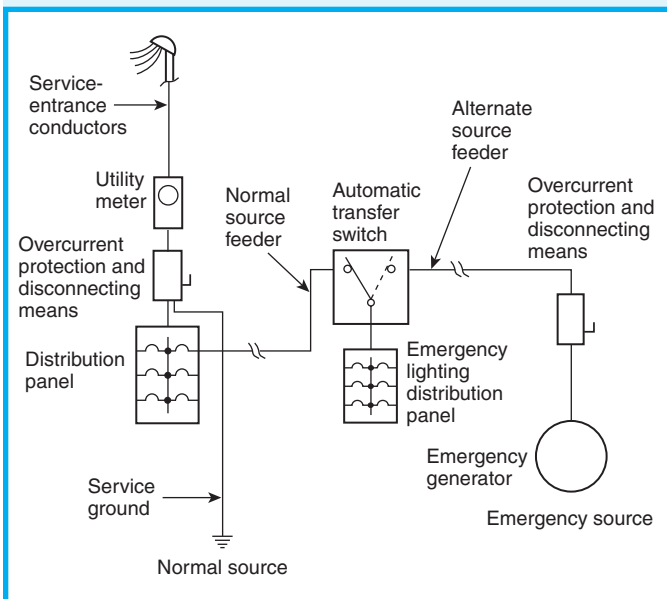 Service-
entrance
conductors
Alternate
source
feeder
Utility
meter
Normal
source
feeder
Automatic
transfer
switch
Overcurrent
protection and
disconnecting
means
Overcurrent
protection and
disconnecting
means
Distribution
panel
Emergency
lighting
distribution
panel
Emergency
generator
Service
ground
Emergency source
Normal source